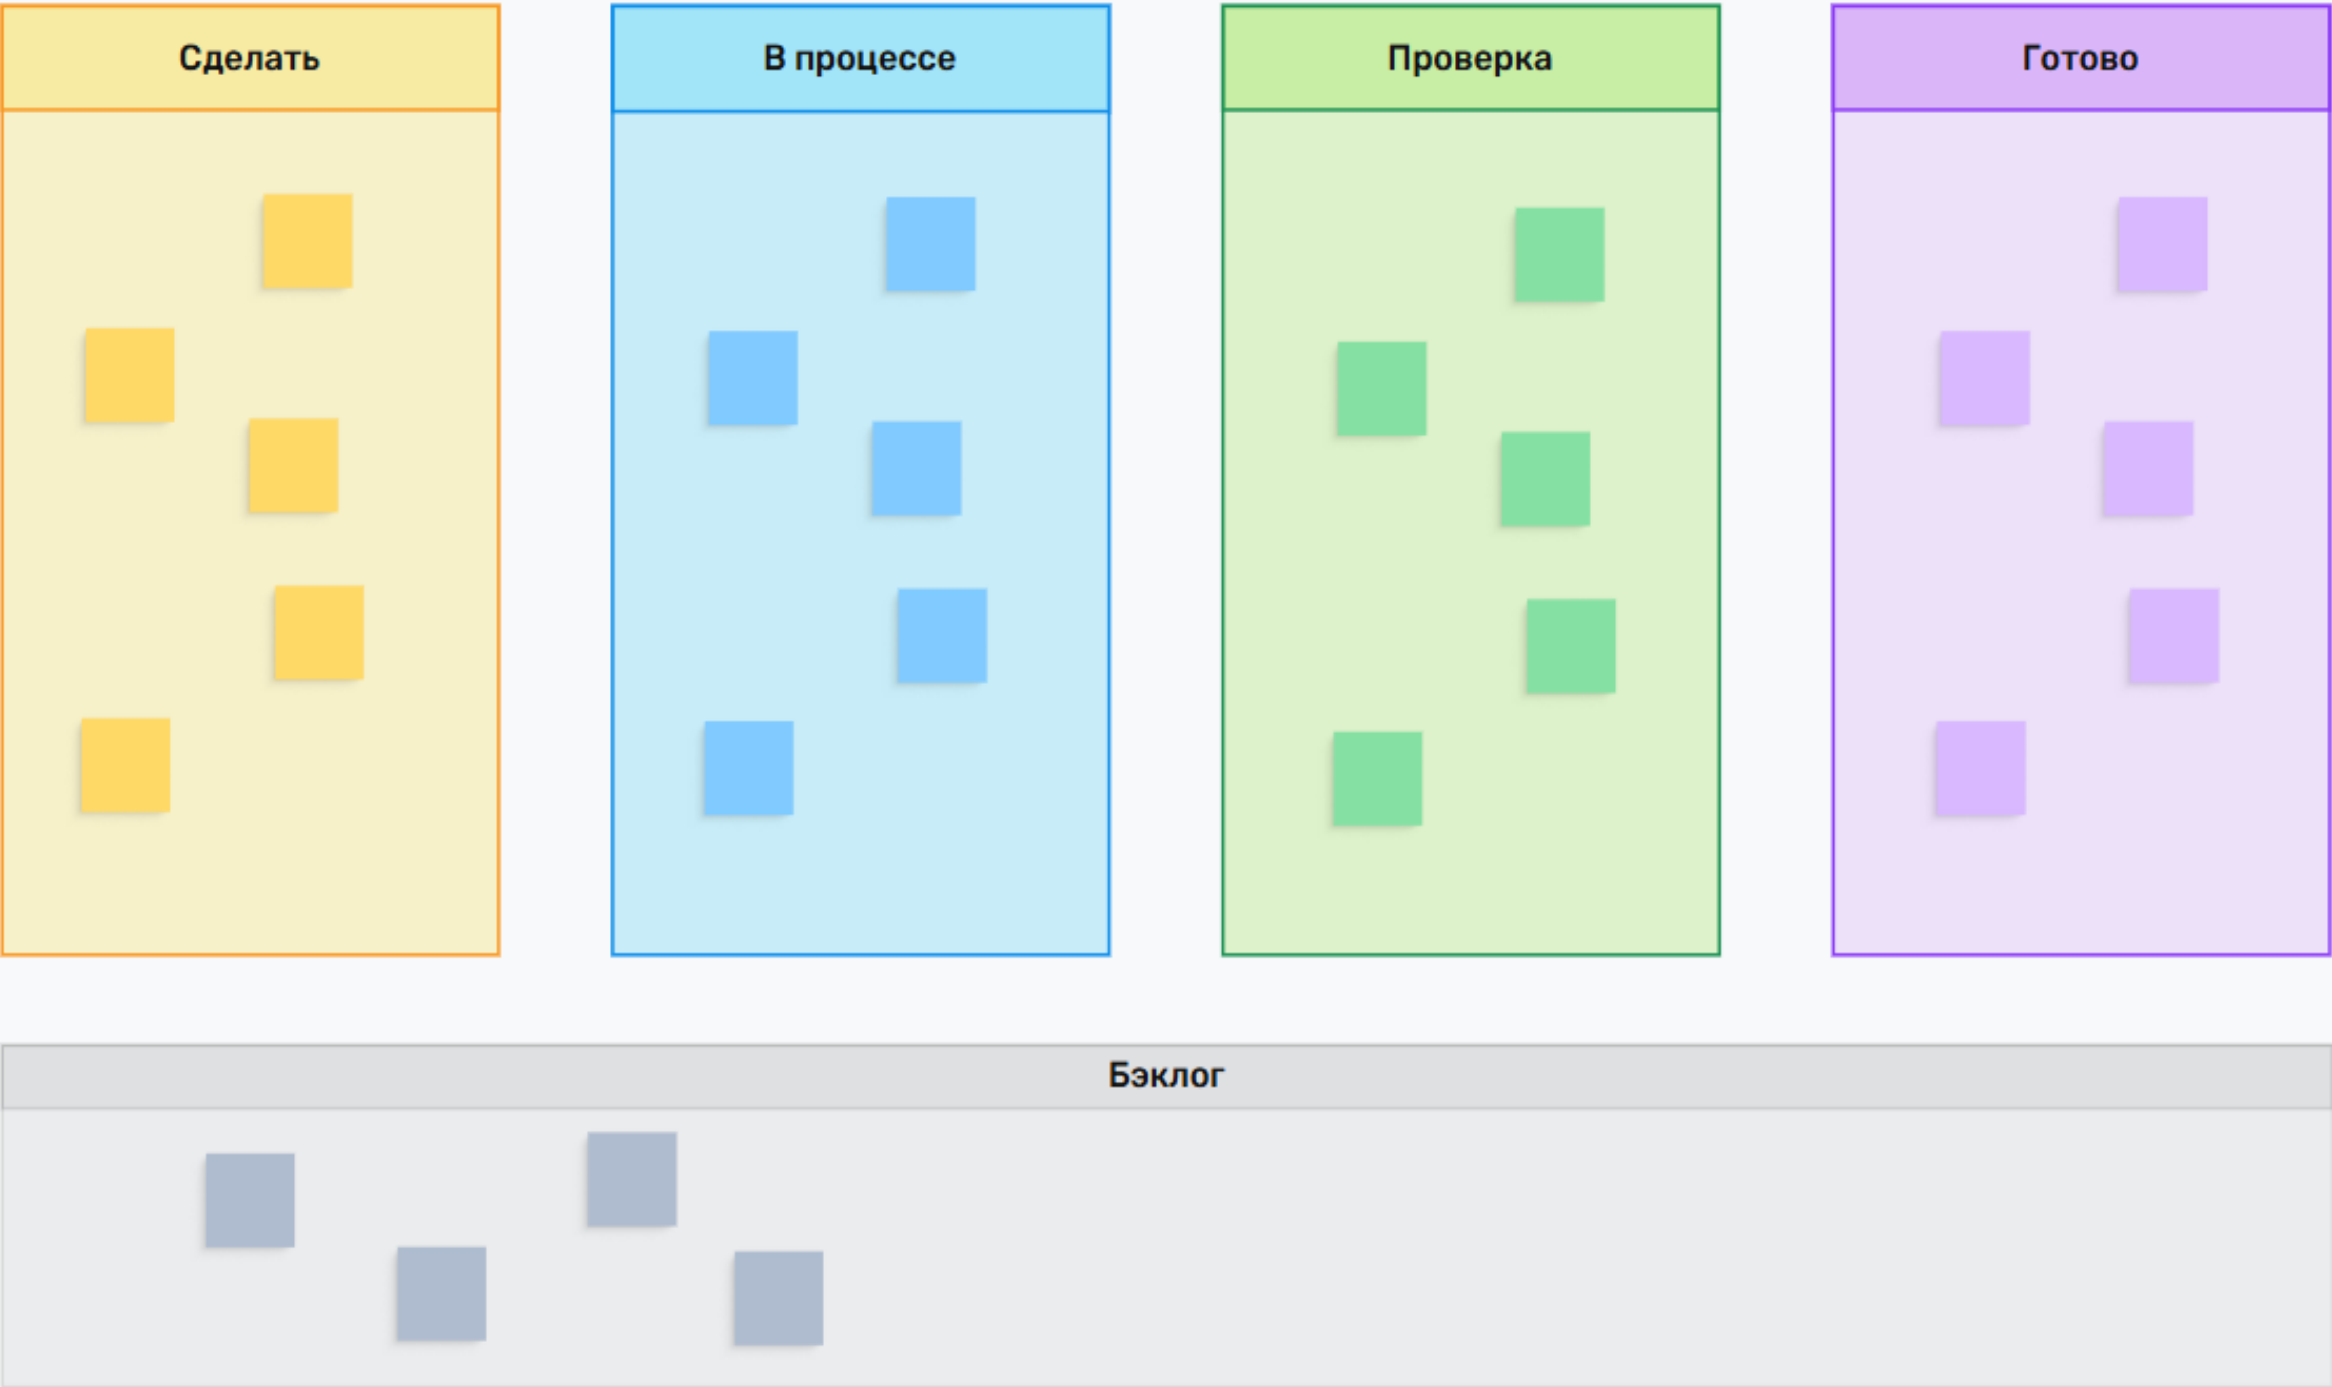 Сделать
В процессе
Проверка
Готово
Бэклог